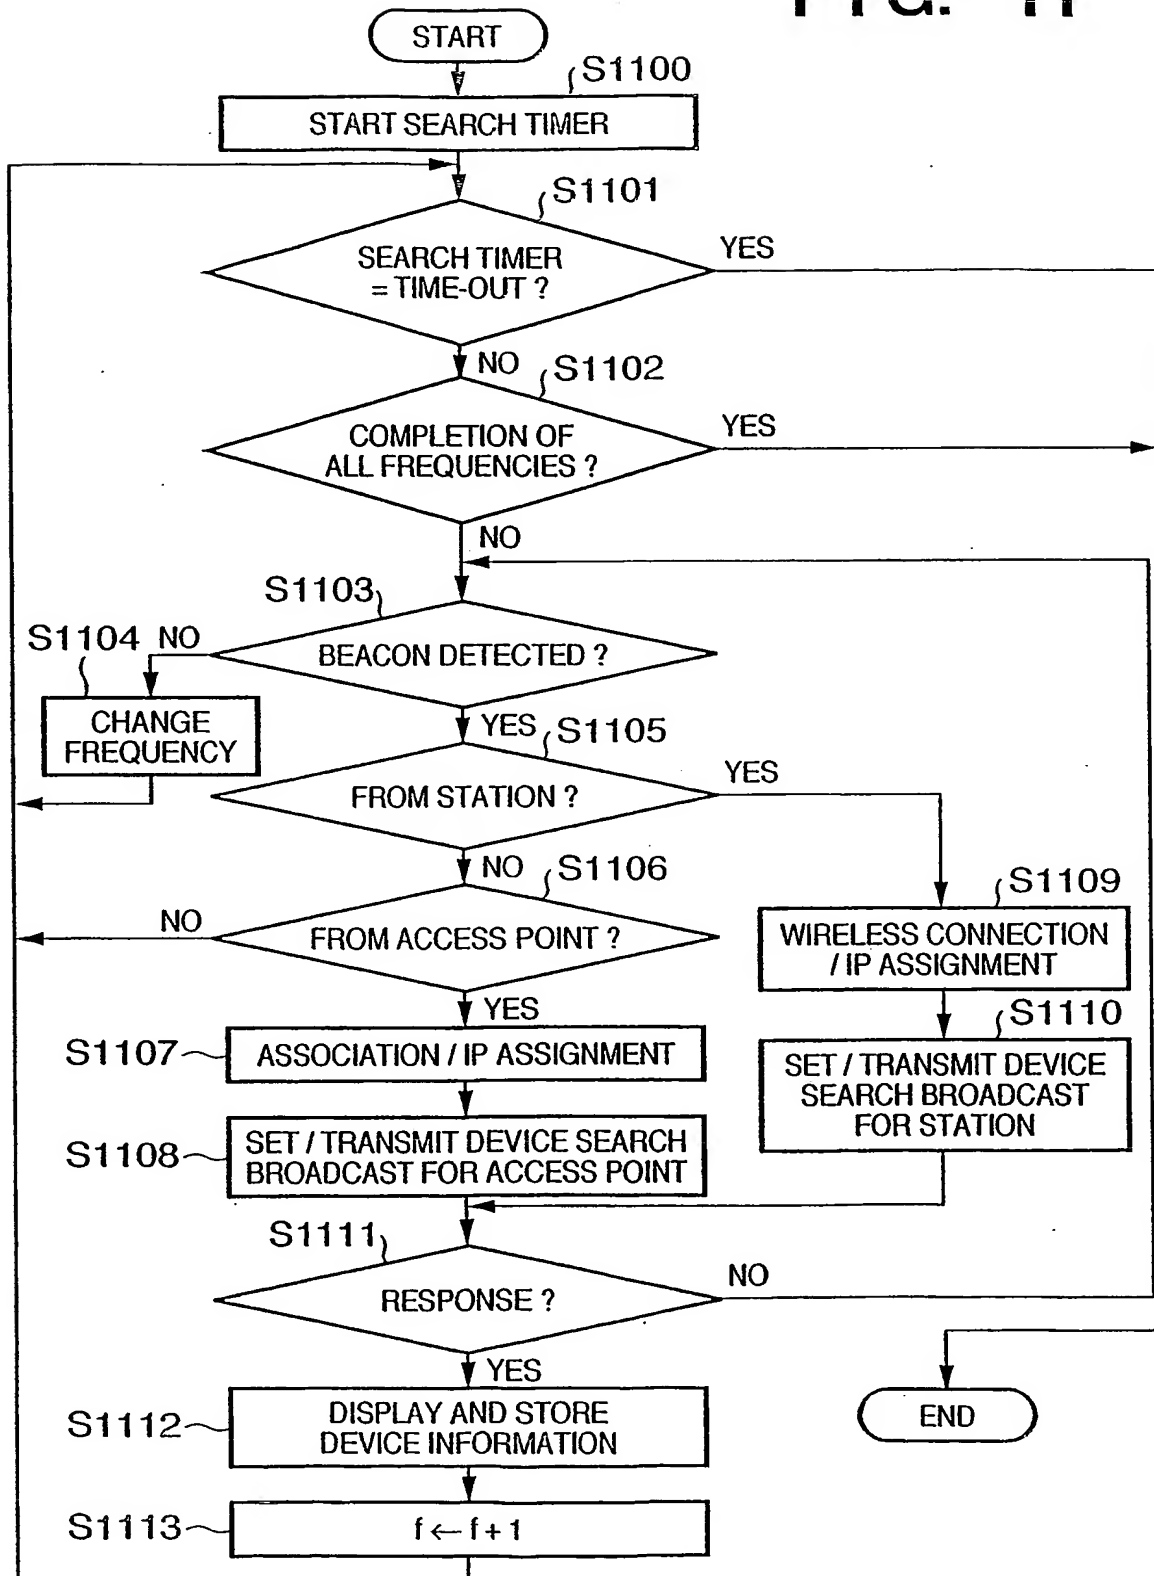 FIG. 11
START
S1100
START SEARCH TIMER
S1101
SEARCH TIMER
= TIME-OUT ?
YES
NO
S1102
COMPLETION OF
ALL FREQUENCIES ?
YES
NO
S1103
BEACON DETECTED ?
NO
S1104
CHANGE
FREQUENCY
YES
S1105
FROM STATION ?
YES
NO
S1106
FROM ACCESS POINT ?
NO
YES
S1107
ASSOCIATION / IP ASSIGNMENT
S1108
SET / TRANSMIT DEVICE SEARCH
BROADCAST FOR ACCESS POINT
S1109
WIRELESS CONNECTION
/ IP ASSIGNMENT
S1110
SET / TRANSMIT DEVICE
SEARCH BROADCAST
FOR STATION
S1111
RESPONSE ?
NO
YES
S1112
DISPLAY AND STORE
DEVICE INFORMATION
END
S1113
f ← f + 1